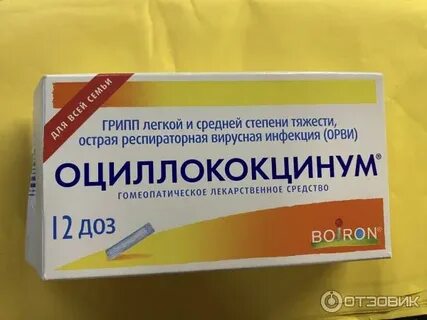 ДЛЯ ВСЕЙ СЕМЬИ
ГРИПП ЛЕГКОЙ И СРЕДНЕЙ СТЕПЕНИ ТЯЖЕСТИ,
ОСТРАЯ РЕСПИРАТОРНАЯ ВИРУСНАЯ ИНФЕКЦИЯ (ОРВИ)
ОЦИЛЛОКОКЦИНУМ®
ГОМЕОПАТИЧЕСКОЕ ЛЕКАРСТВЕННОЕ СРЕДСТВО
12 ДОЗ
BOIRON®
ОТЗОВИК